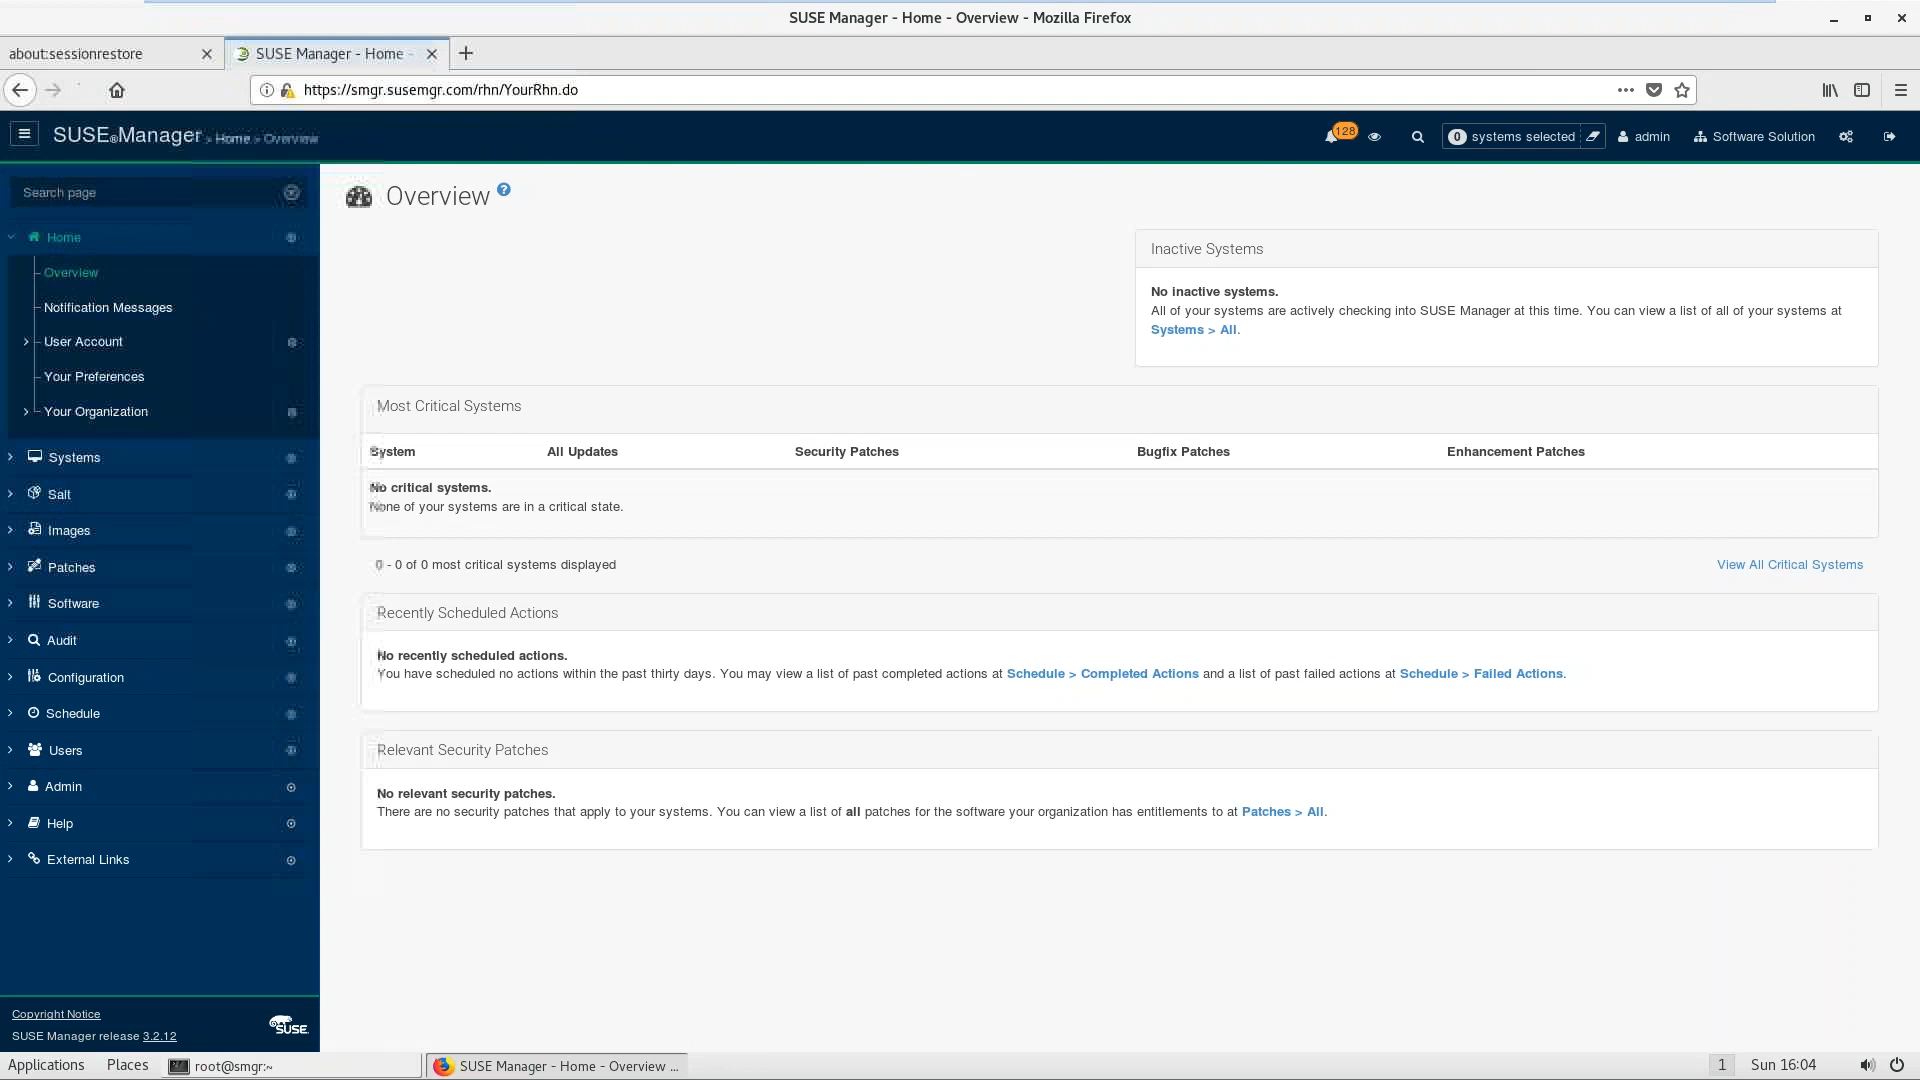 SUSE Manager - Home - Overview - Mozilla Firefox
about:sessionrestore
SUSE Manager - Home -
https://smgr.susemgr.com/rhn/YourRhn.do
SUSE®Manager > Home > Overview
128
0 systems selected
admin
Software Solution
Search page
Home
Overview
Notification Messages
User Account
Your Preferences
Your Organization
Systems
Salt
Images
Patches
Software
Audit
Configuration
Schedule
Users
Admin
Help
External Links
Copyright Notice
SUSE Manager release 3.2.12
SUSE
Overview ?
Inactive Systems
No inactive systems.
All of your systems are actively checking into SUSE Manager at this time. You can view a list of all of your systems at
Systems > All.
Most Critical Systems
System All Updates Security Patches Bugfix Patches Enhancement Patches
No critical systems.
None of your systems are in a critical state.
0 - 0 of 0 most critical systems displayed
View All Critical Systems
Recently Scheduled Actions
No recently scheduled actions.
You have scheduled no actions within the past thirty days. You may view a list of past completed actions at Schedule > Completed Actions and a list of past failed actions at Schedule > Failed Actions.
Relevant Security Patches
No relevant security patches.
There are no security patches that apply to your systems. You can view a list of all patches for the software your organization has entitlements to at Patches > All.
Applications Places root@smgr:~ SUSE Manager - Home - Overview ... 1 Sun 16:04